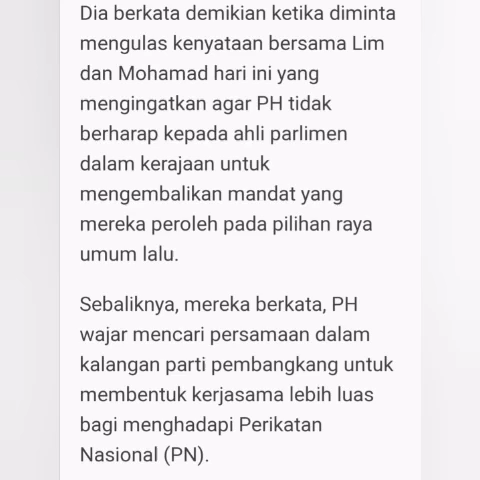 Dia berkata demikian ketika diminta
mengulas kenyataan bersama Lim
dan Mohamad hari ini yang
mengingatkan agar PH tidak
berharap kepada ahli parlimen
dalam kerajaan untuk
mengembalikan mandat yang
mereka peroleh pada pilihan raya
umum lalu.
Sebaliknya, mereka berkata, PH
wajar mencari persamaan dalam
kalangan parti pembangkang untuk
membentuk kerjasama lebih luas
bagi menghadapi Perikatan
Nasional (PN).